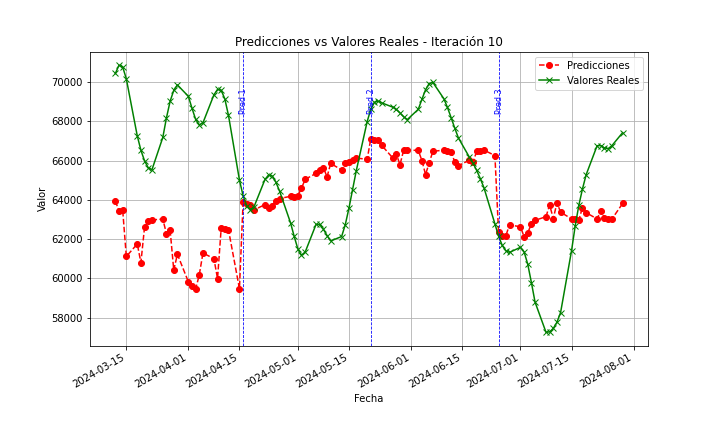 Predicciones vs Valores Reales - Iteración 10
Predicciones
Valores Reales
Pred 1
Pred 2
Pred 3
Valor
70000
68000
66000
64000
62000
60000
58000
2024-03-15
2024-04-01
2024-04-15
2024-05-01
2024-05-15
2024-06-01
2024-06-15
2024-07-01
2024-07-15
2024-08-01
Fecha